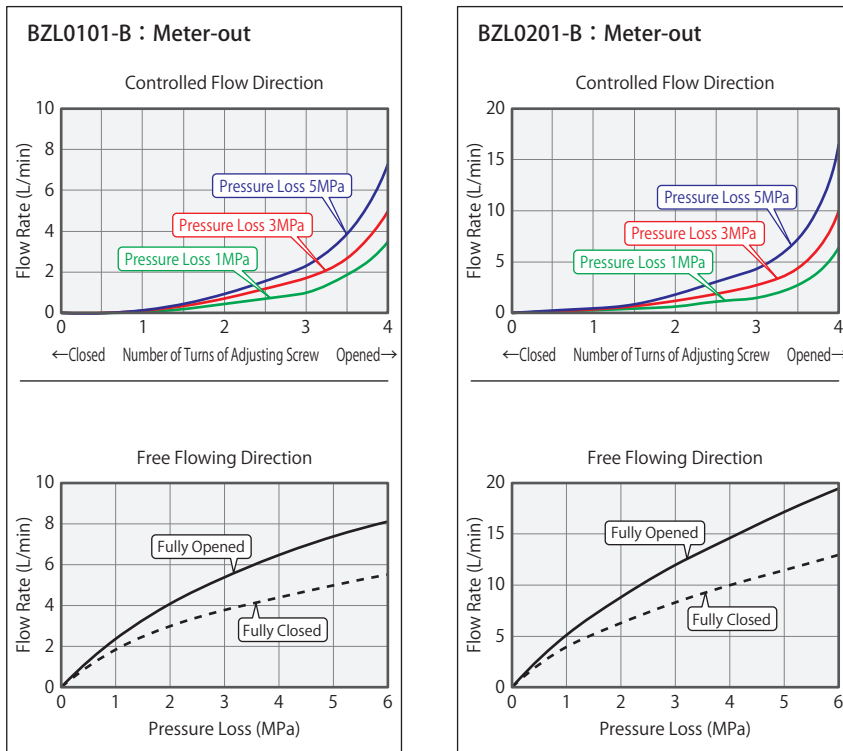 BZL0101-B：Meter-out
Controlled Flow Direction
10
8
6
4
2
0
Flow Rate (L/min)
Pressure Loss 5MPa
Pressure Loss 3MPa
Pressure Loss 1MPa
0 1 2 3 4
←Closed Number of Turns of Adjusting Screw Opened→
Free Flowing Direction
10
8
6
4
2
0
Flow Rate (L/min)
Fully Opened
Fully Closed
0 1 2 3 4 5 6
Pressure Loss (MPa)
BZL0201-B：Meter-out
Controlled Flow Direction
20
15
10
5
0
Flow Rate (L/min)
Pressure Loss 5MPa
Pressure Loss 3MPa
Pressure Loss 1MPa
0 1 2 3 4
←Closed Number of Turns of Adjusting Screw Opened→
Free Flowing Direction
20
15
10
5
0
Flow Rate (L/min)
Fully Opened
Fully Closed
0 1 2 3 4 5 6
Pressure Loss (MPa)